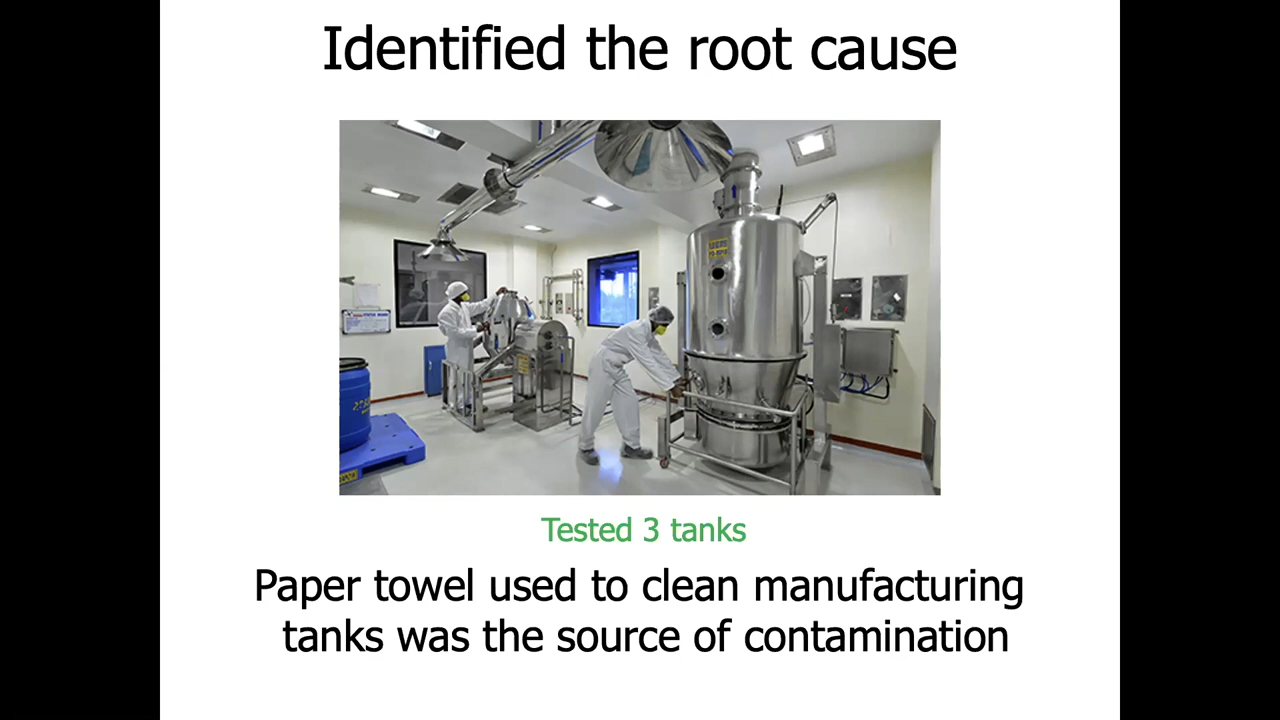 Identified the root cause
Tested 3 tanks
Paper towel used to clean manufacturing
tanks was the source of contamination